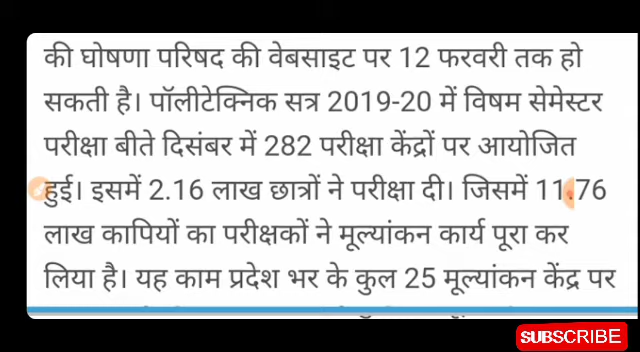 की घोषणा परिषद की वेबसाइट पर 12 फरवरी तक हो
सकती है। पॉलीटेक्निक सत्र 2019-20 में विषम सेमेस्टर
परीक्षा बीते दिसंबर में 282 परीक्षा केंद्रों पर आयोजित
हुई। इसमें 2.16 लाख छात्रों ने परीक्षा दी। जिसमें 11.76
लाख कापियों का परीक्षकों ने मूल्यांकन कार्य पूरा कर
लिया है। यह काम प्रदेश भर के कुल 25 मूल्यांकन केंद्र पर
SUBSCRIBE